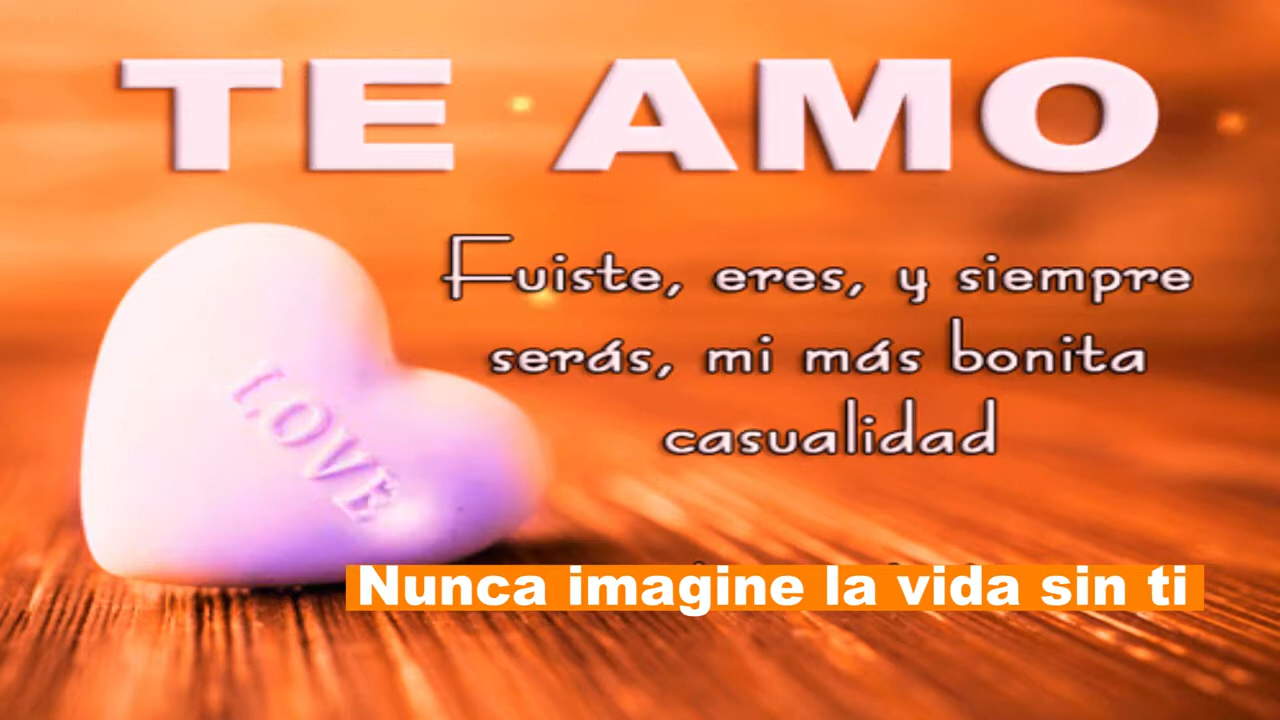 TE AMO
Fuiste, eres, y siempre
serás, mi más bonita
casualidad
LOVE
Nunca imagine la vida sin ti